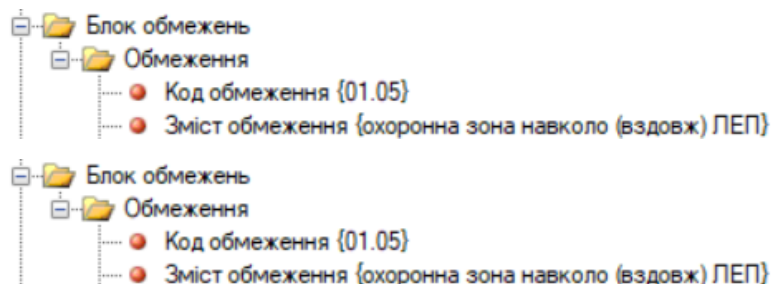 Блок обмежень
Обмеження
Код обмеження {01.05}
Зміст обмеження {охоронна зона навколо (вздовж) ЛЕП}
Блок обмежень
Обмеження
Код обмеження {01.05}
Зміст обмеження {охоронна зона навколо (вздовж) ЛЕП}